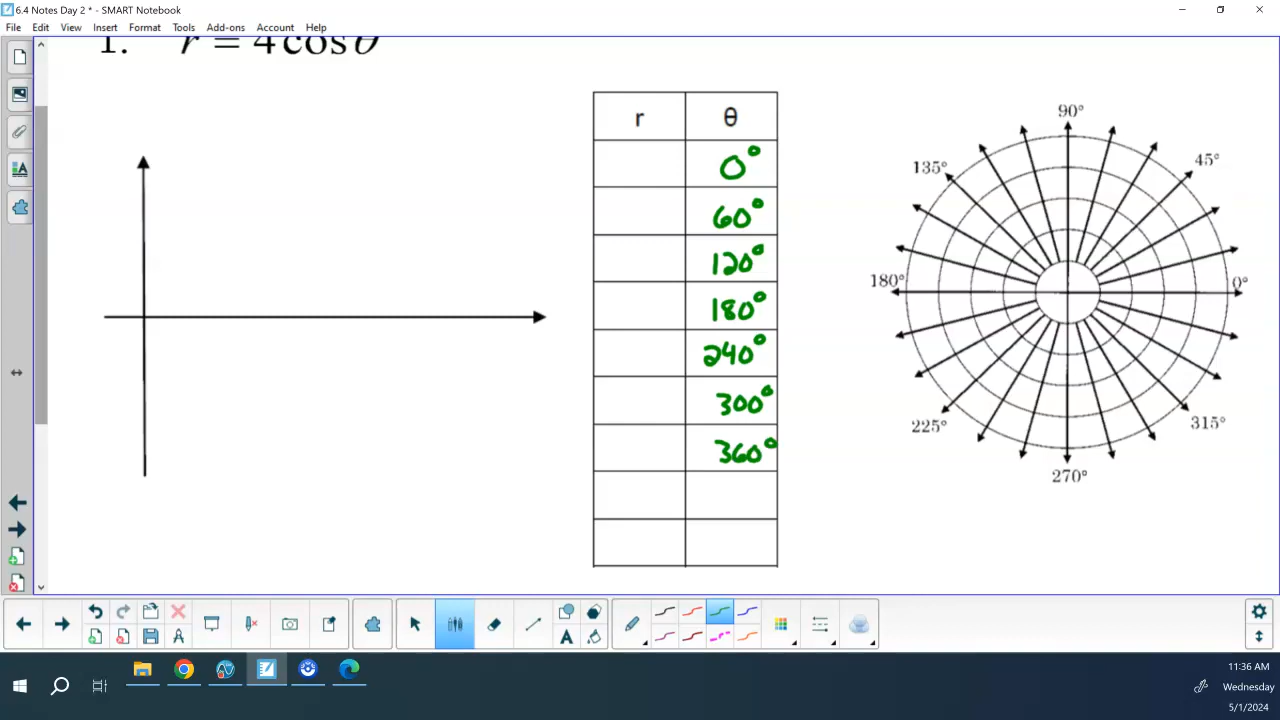 6.4 Notes Day 2 * - SMART Notebook
File Edit View Insert Format Tools Add-ons Account Help
1. r = 4cosθ
r θ
0°
60°
120°
180°
240°
300°
360°
90°
135° 45°
180° 0°
225° 315°
270°
11:36 AM
Wednesday
5/1/2024